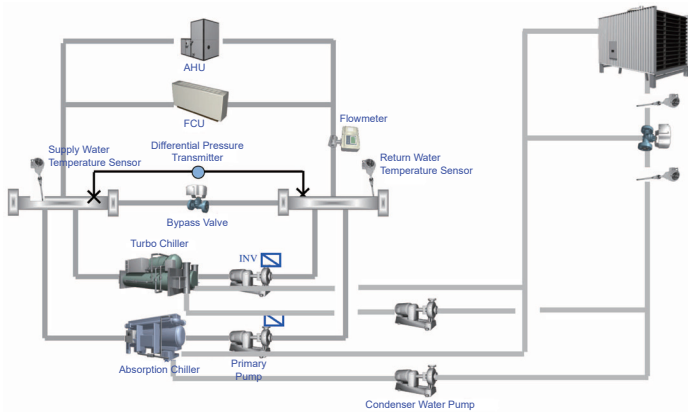 AHU
FCU
Flowmeter
Supply Water
Temperature Sensor
Differential Pressure
Transmitter
Return Water
Temperature Sensor
Bypass Valve
Turbo Chiller
INV
Absorption Chiller
Primary
Pump
Condenser Water Pump